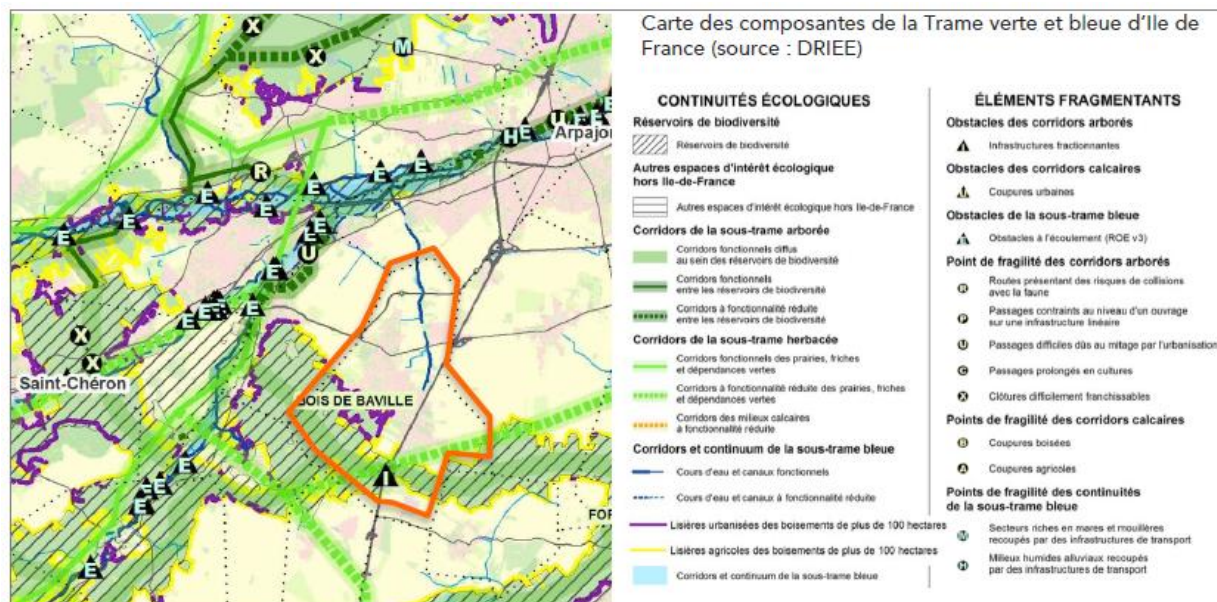 Carte des composantes de la Trame verte et bleue d'Ile de
France (source : DRIEE)
CONTINUITÉS ÉCOLOGIQUES
Réservoirs de biodiversité
Réservoirs de biodiversité
Autres espaces d'intérêt écologique
hors Ile-de-France
Autres espaces d'intérêt écologique hors Ile-de-France
Corridors de la sous-trame arborée
Corridors fonctionnels diffus
au sein des réservoirs de biodiversité
Corridors fonctionnels
entre les réservoirs de biodiversité
Corridors à fonctionnalité réduite
entre les réservoirs de biodiversité
Corridors de la sous-trame herbacée
Corridors fonctionnels des prairies, friches
et dépendances vertes
Corridors à fonctionnalité réduite des prairies, friches
et dépendances vertes
Corridors des milieux calcaires
à fonctionnalité réduite
Corridors et continuum de la sous-trame bleue
Cours d'eau et canaux fonctionnels
Cours d'eau et canaux à fonctionnalité réduite
Lisières urbanisées des boisements de plus de 100 hectares
Lisières agricoles des boisements de plus de 100 hectares
Corridors et continuum de la sous-trame bleue
ÉLÉMENTS FRAGMENTANTS
Obstacles des corridors arborés
Infrastructures fractionnantes
Obstacles des corridors calcaires
Coupures urbaines
Obstacles de la sous-trame bleue
Obstacles à l'écoulement (ROE v3)
Point de fragilité des corridors arborés
R Routes présentant des risques de collisions
avec la faune
P Passages contraints au niveau d'un ouvrage
sur une infrastructure linéaire
U Passages difficiles dûs au mitage par l'urbanisation
C Passages prolongés en cultures
X Clôtures difficilement franchissables
Points de fragilité des corridors calcaires
B Coupures boisées
A Coupures agricoles
Points de fragilité des continuités
de la sous-trame bleue
M Secteurs riches en mares et mouillères
recoupés par des infrastructures de transport
H Milieux humides alluviaux recoupés
par des infrastructures de transport
X
X
M
H
U
E
Arpajon
R
E
E
E
E
E
E
U
E
E
X
X
Saint-Chéron
BOIS DE BAVILLE
I
E
E
E
E
FOR